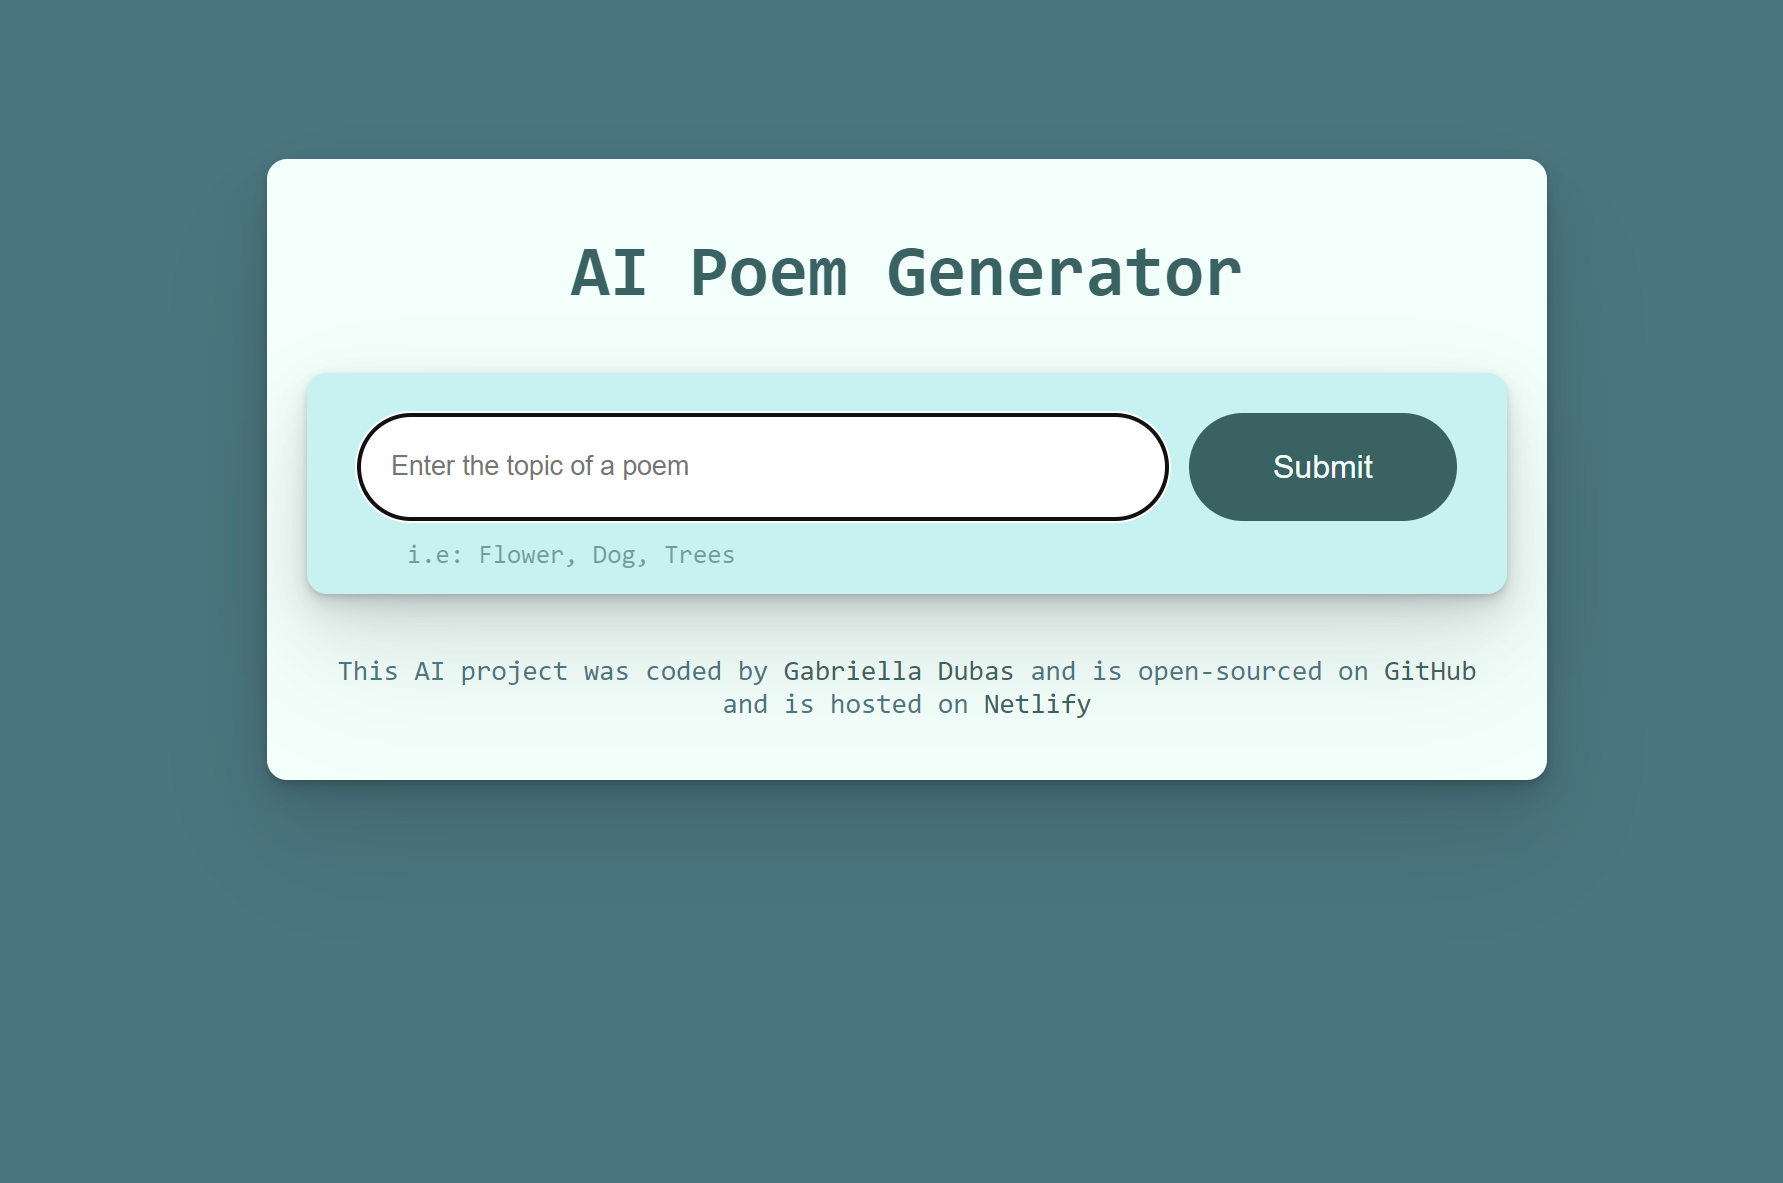 AI Poem Generator
Enter the topic of a poem
Submit
i.e: Flower, Dog, Trees
This AI project was coded by Gabriella Dubas and is open-sourced on GitHub
and is hosted on Netlify